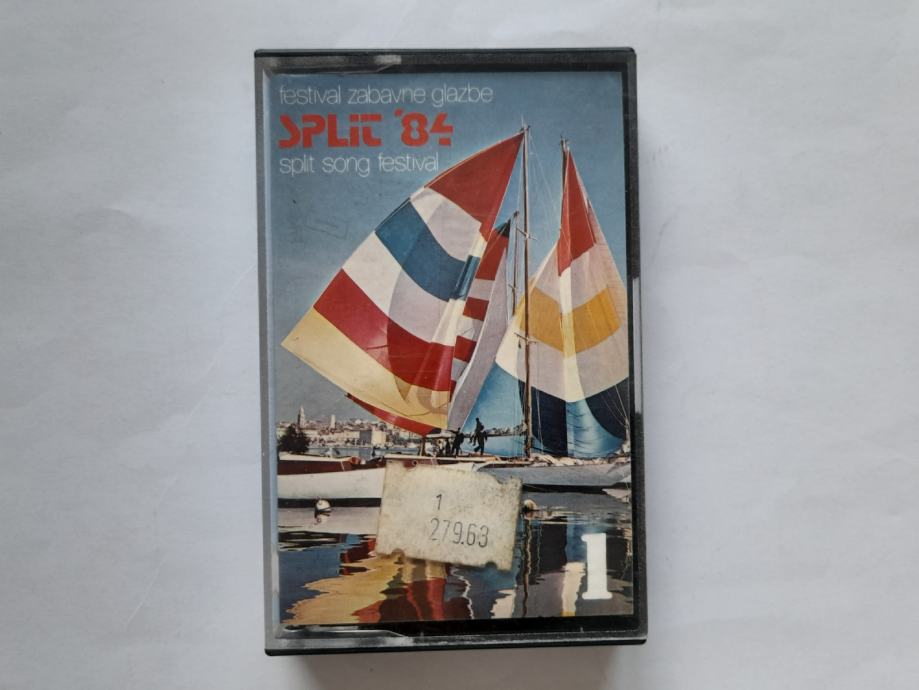 festival zabavne glazbe
SPLIT '84
split song festival
1
279.63
1